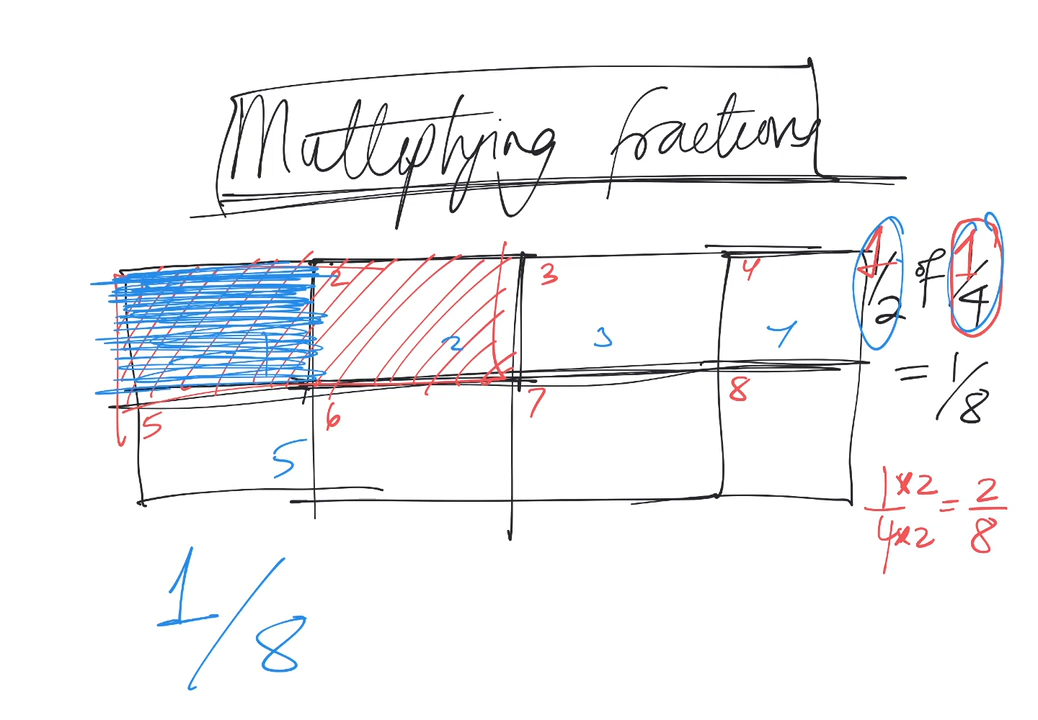 Multiplying fractions
2 3 4
1/2 of 1/4
1 2 3 4
= 1/8
5 6 7 8
5
1×2/4×2 = 2/8
1/8